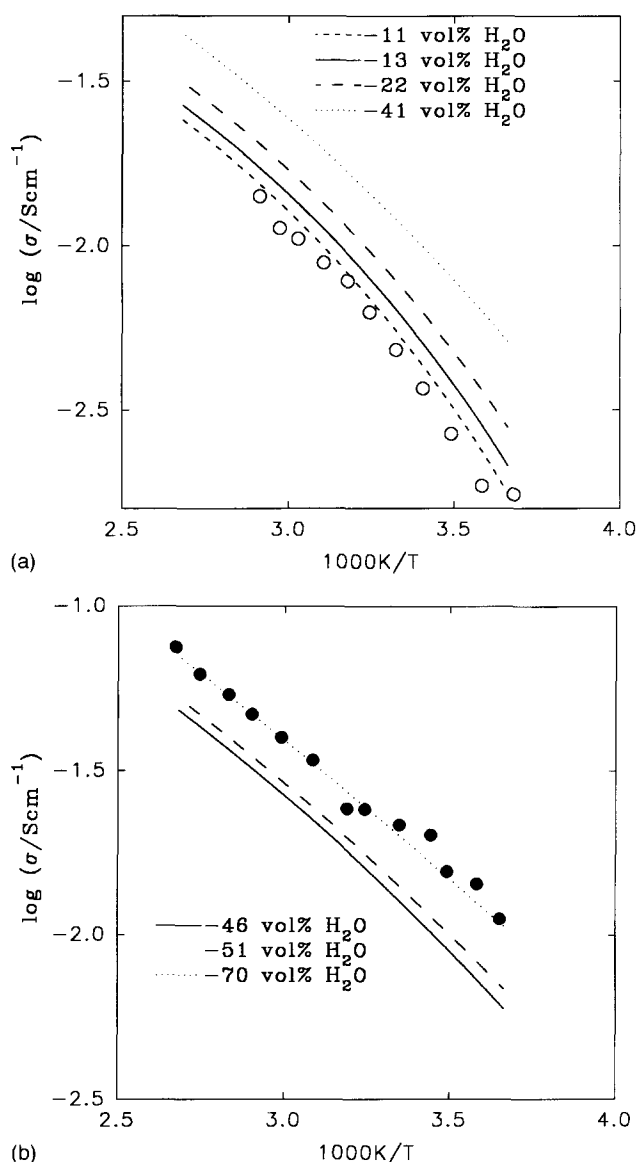 -11 vol% H₂O
-13 vol% H₂O
-22 vol% H₂O
-41 vol% H₂O
-1.5
-2.0
-2.5
log (σ/Scm⁻¹)
2.5 3.0 3.5 4.0
(a)
1000K/T
-1.0
-1.5
-2.0
-2.5
log (σ/Scm⁻¹)
-46 vol% H₂O
-51 vol% H₂O
-70 vol% H₂O
2.5 3.0 3.5 4.0
(b)
1000K/T